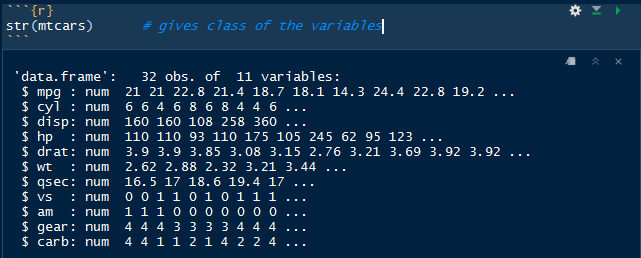 ```{r}
str(mtcars)      # gives class of the variables
```
'data.frame':   32 obs. of  11 variables:
 $ mpg : num  21 21 22.8 21.4 18.7 18.1 14.3 24.4 22.8 19.2 ...
 $ cyl : num  6 6 4 6 8 6 8 4 4 6 ...
 $ disp: num  160 160 108 258 360 ...
 $ hp  : num  110 110 93 110 175 105 245 62 95 123 ...
 $ drat: num  3.9 3.9 3.85 3.08 3.15 2.76 3.21 3.69 3.92 3.92 ...
 $ wt  : num  2.62 2.88 2.32 3.21 3.44 ...
 $ qsec: num  16.5 17 18.6 19.4 17 ...
 $ vs  : num  0 0 1 1 0 1 0 1 1 1 ...
 $ am  : num  1 1 1 0 0 0 0 0 0 0 ...
 $ gear: num  4 4 4 3 3 3 3 4 4 4 ...
 $ carb: num  4 4 1 1 2 1 4 2 2 4 ...